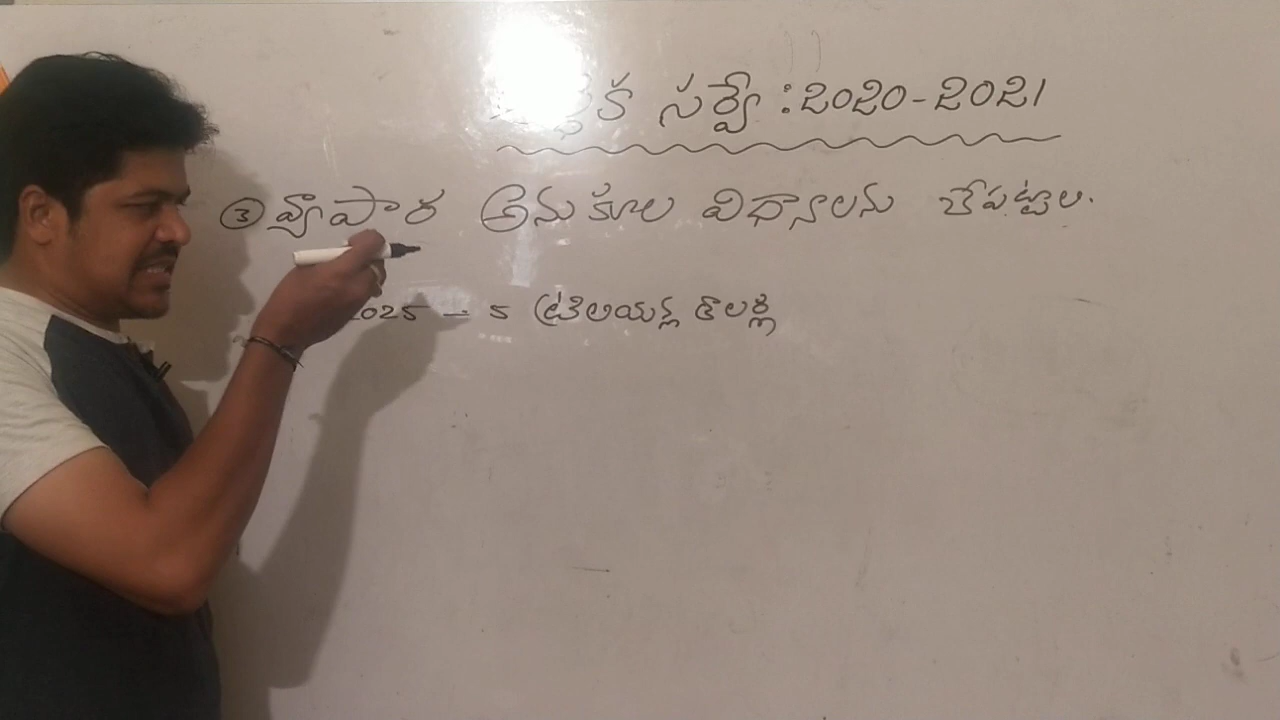 సర్వే : 2020-2021
③ వ్యాపార అనుకూల విధానాలను చేపట్టాల.
2025 - 5 ట్రిలియన్ల డాలర్ల